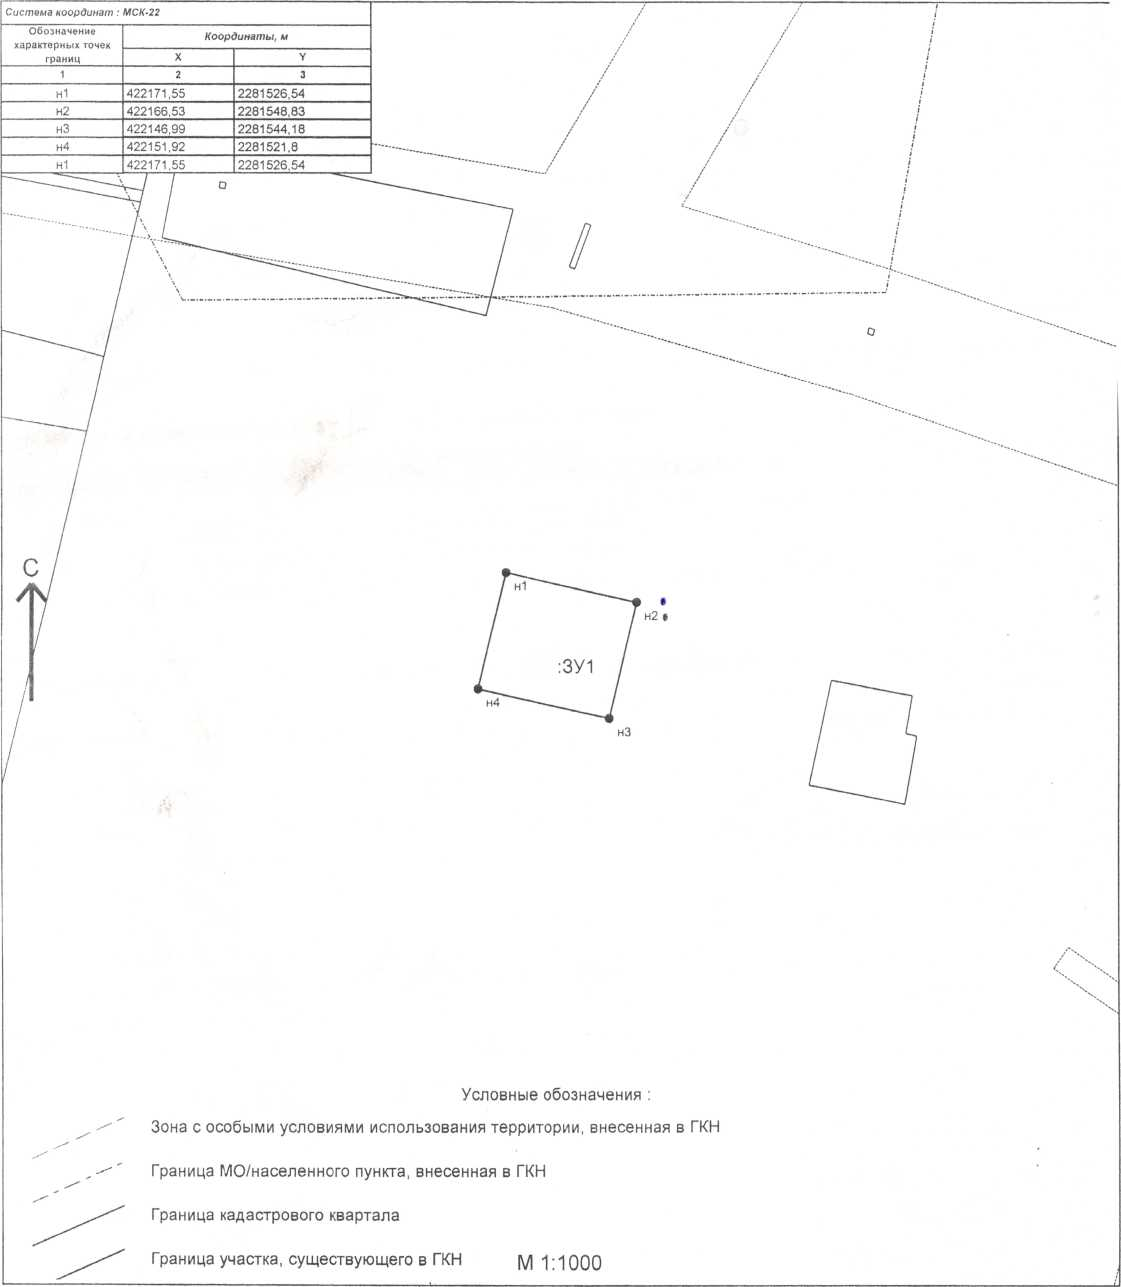 Система координат : МСК-22
Обозначение характерных точек границ
Координаты, м
X Y
1 2 3
н1 422171,55 2281526,54
н2 422166,53 2281548,83
н3 422146,99 2281544,18
н4 422151,92 2281521,8
н1 422171,55 2281526,54
С
н1
н2
:ЗУ1
н4
н3
Условные обозначения :
Зона с особыми условиями использования территории, внесенная в ГКН
Граница МО/населенного пункта, внесенная в ГКН
Граница кадастрового квартала
Граница участка, существующего в ГКН
М 1:1000